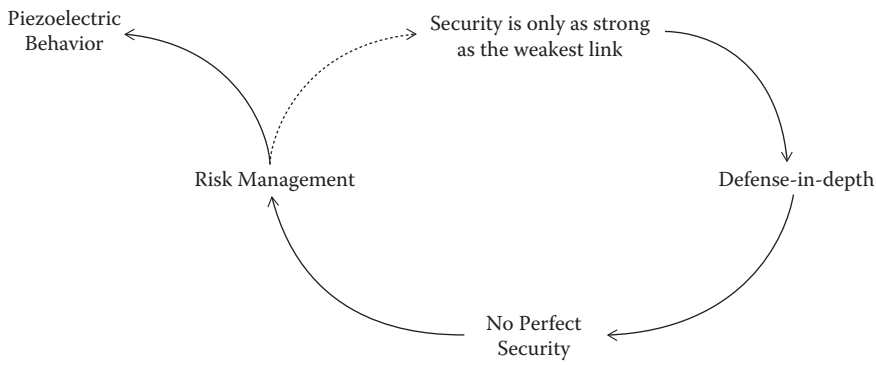 Piezoelectric
Behavior
Security is only as strong
as the weakest link
Risk Management
Defense-in-depth
No Perfect
Security